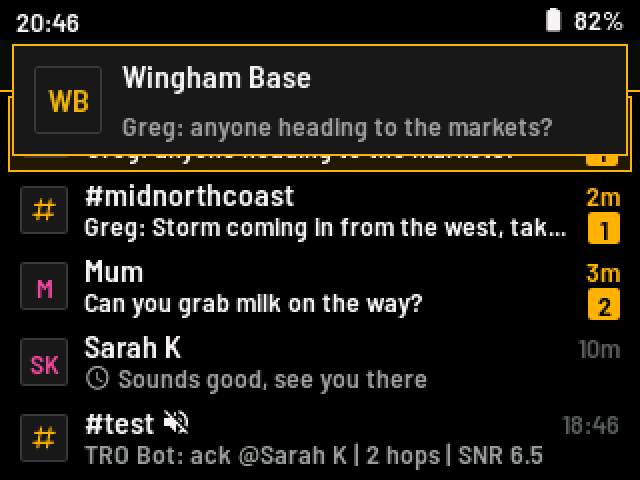 20:46
82%
WB
Wingham Base
Greg: anyone heading to the markets?
#midnorthcoast
2m
#
Greg: Storm coming in from the west, tak...
1
Mum
3m
M
Can you grab milk on the way?
2
Sarah K
10m
SK
Sounds good, see you there
#test
18:46
#
TRO Bot: ack @Sarah K | 2 hops | SNR 6.5